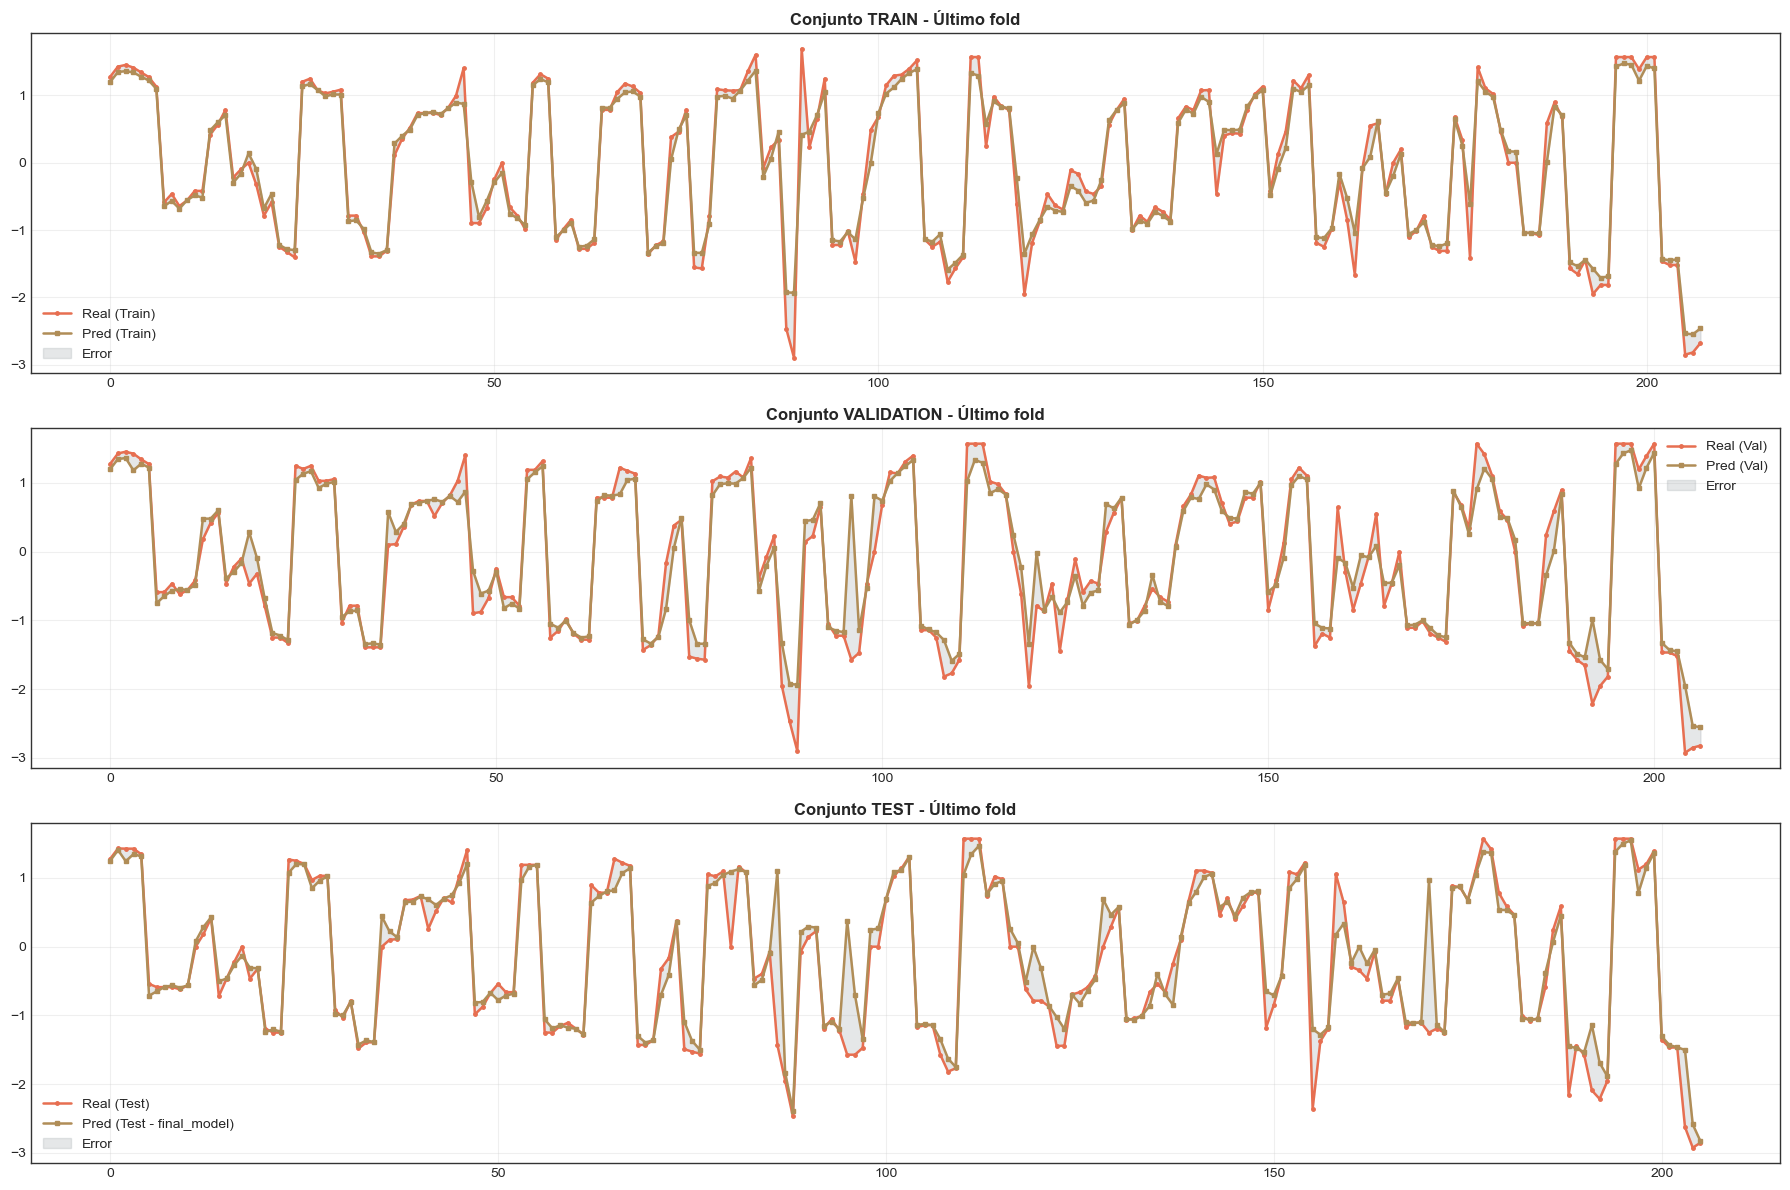 Conjunto TRAIN - Último fold
1
0
−1
−2
−3
Real (Train)
Pred (Train)
Error
0 50 100 150 200
Conjunto VALIDATION - Último fold
1
0
−1
−2
−3
Real (Val)
Pred (Val)
Error
0 50 100 150 200
Conjunto TEST - Último fold
1
0
−1
−2
−3
Real (Test)
Pred (Test - final_model)
Error
0 50 100 150 200